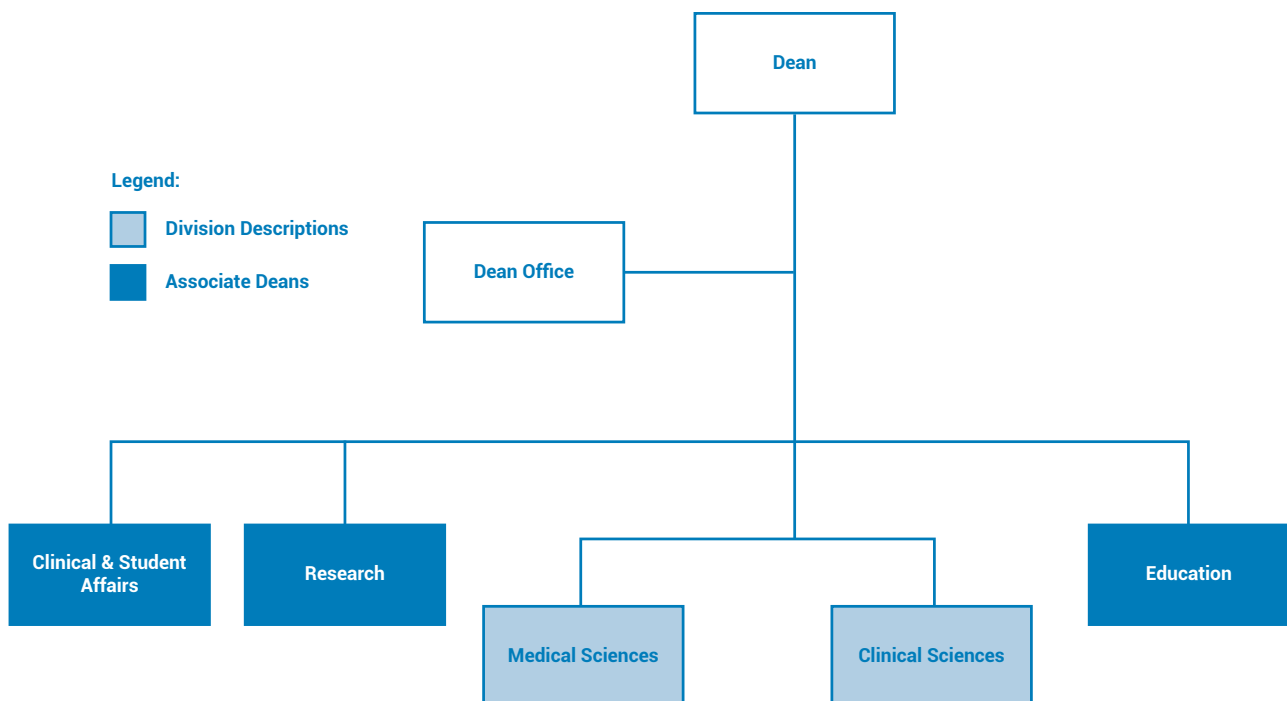 Dean
Legend:
Division Descriptions
Associate Deans
Dean Office
Clinical & Student
Affairs
Research
Education
Medical Sciences
Clinical Sciences